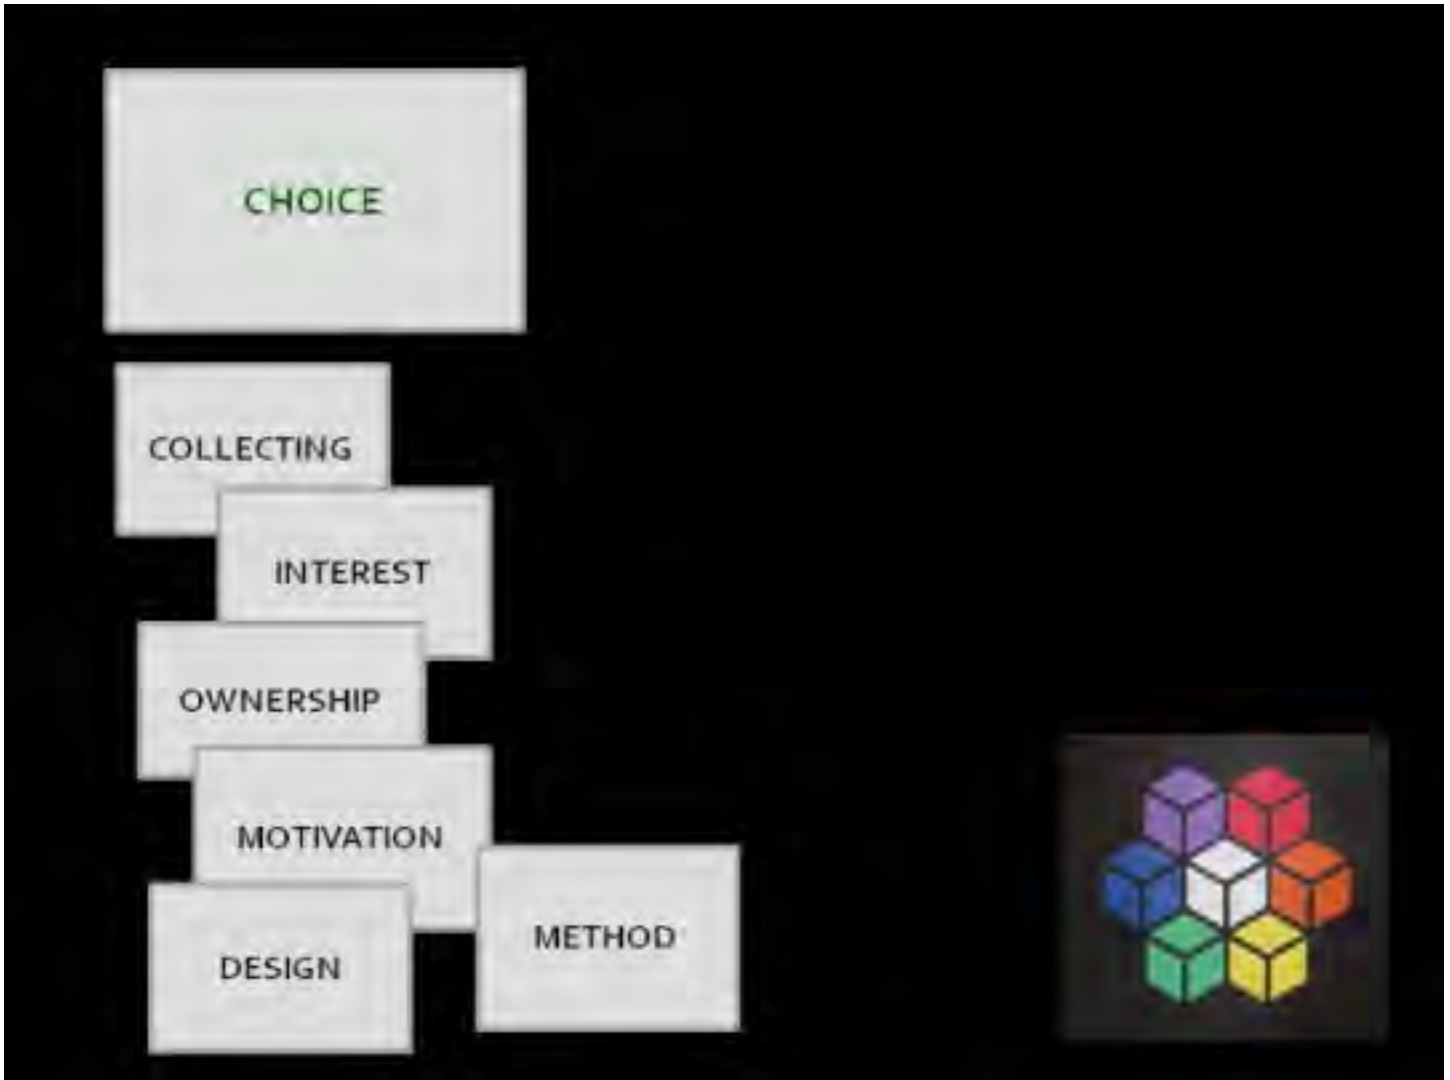 CHOICE
COLLECTING
INTEREST
OWNERSHIP
MOTIVATION
METHOD
DESIGN